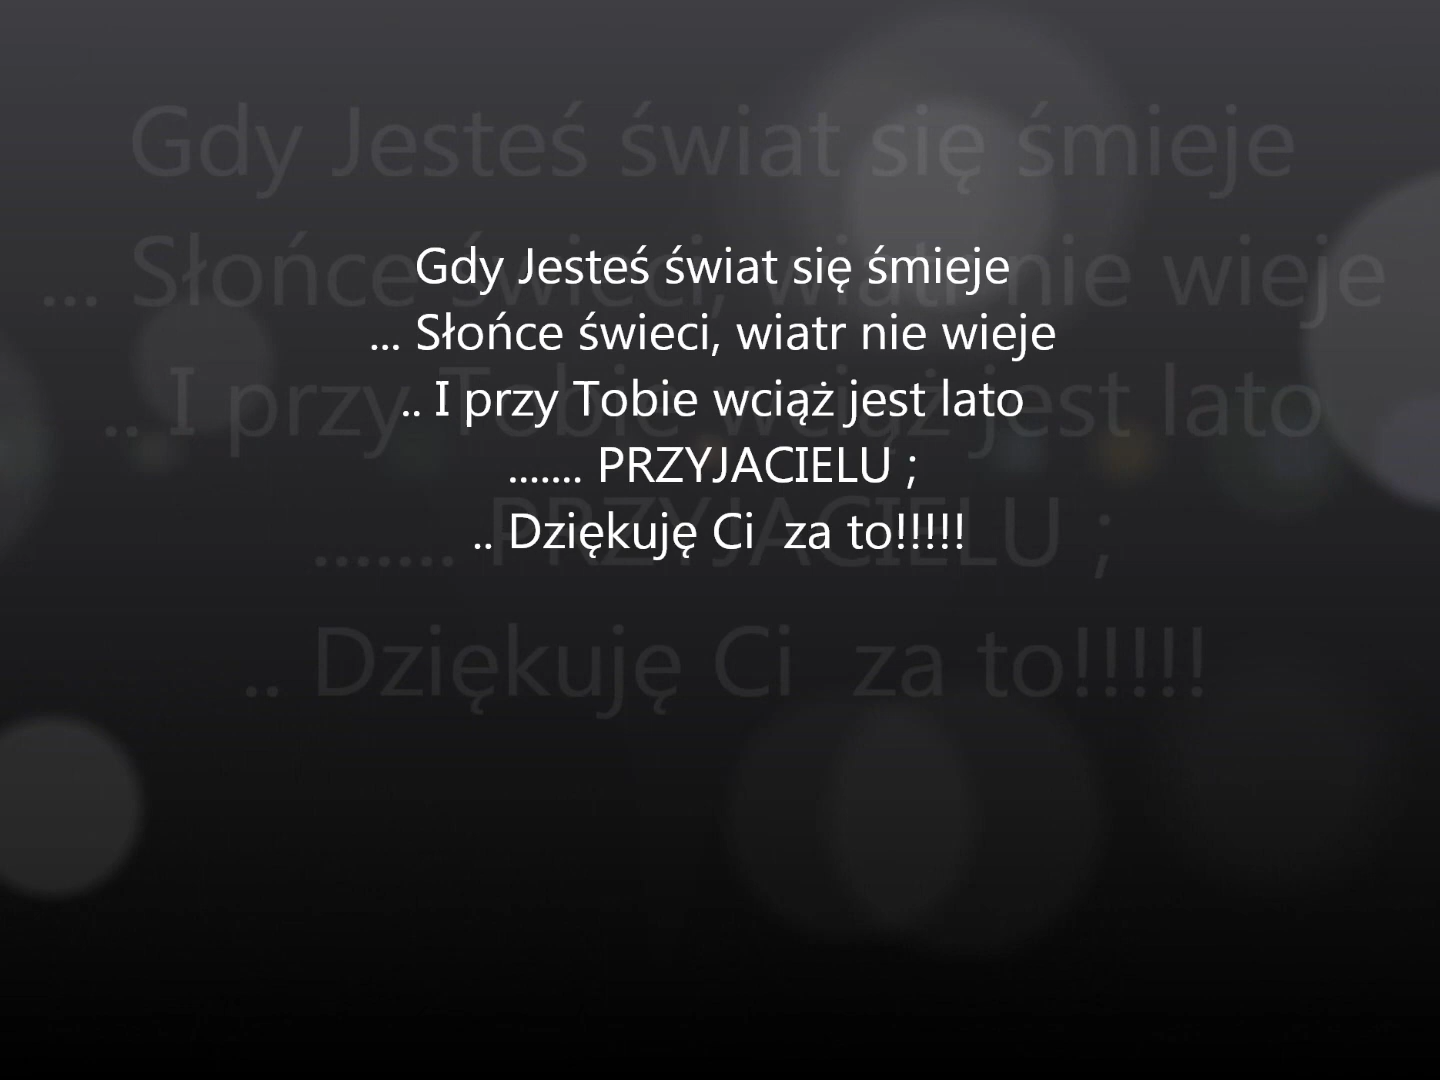 Gdy Jesteś świat się śmieje
... Słońce świeci, wiatr nie wieje
.. I przy Tobie wciąż jest lato
....... PRZYJACIELU ;
.. Dziękuję Ci  za to!!!!!